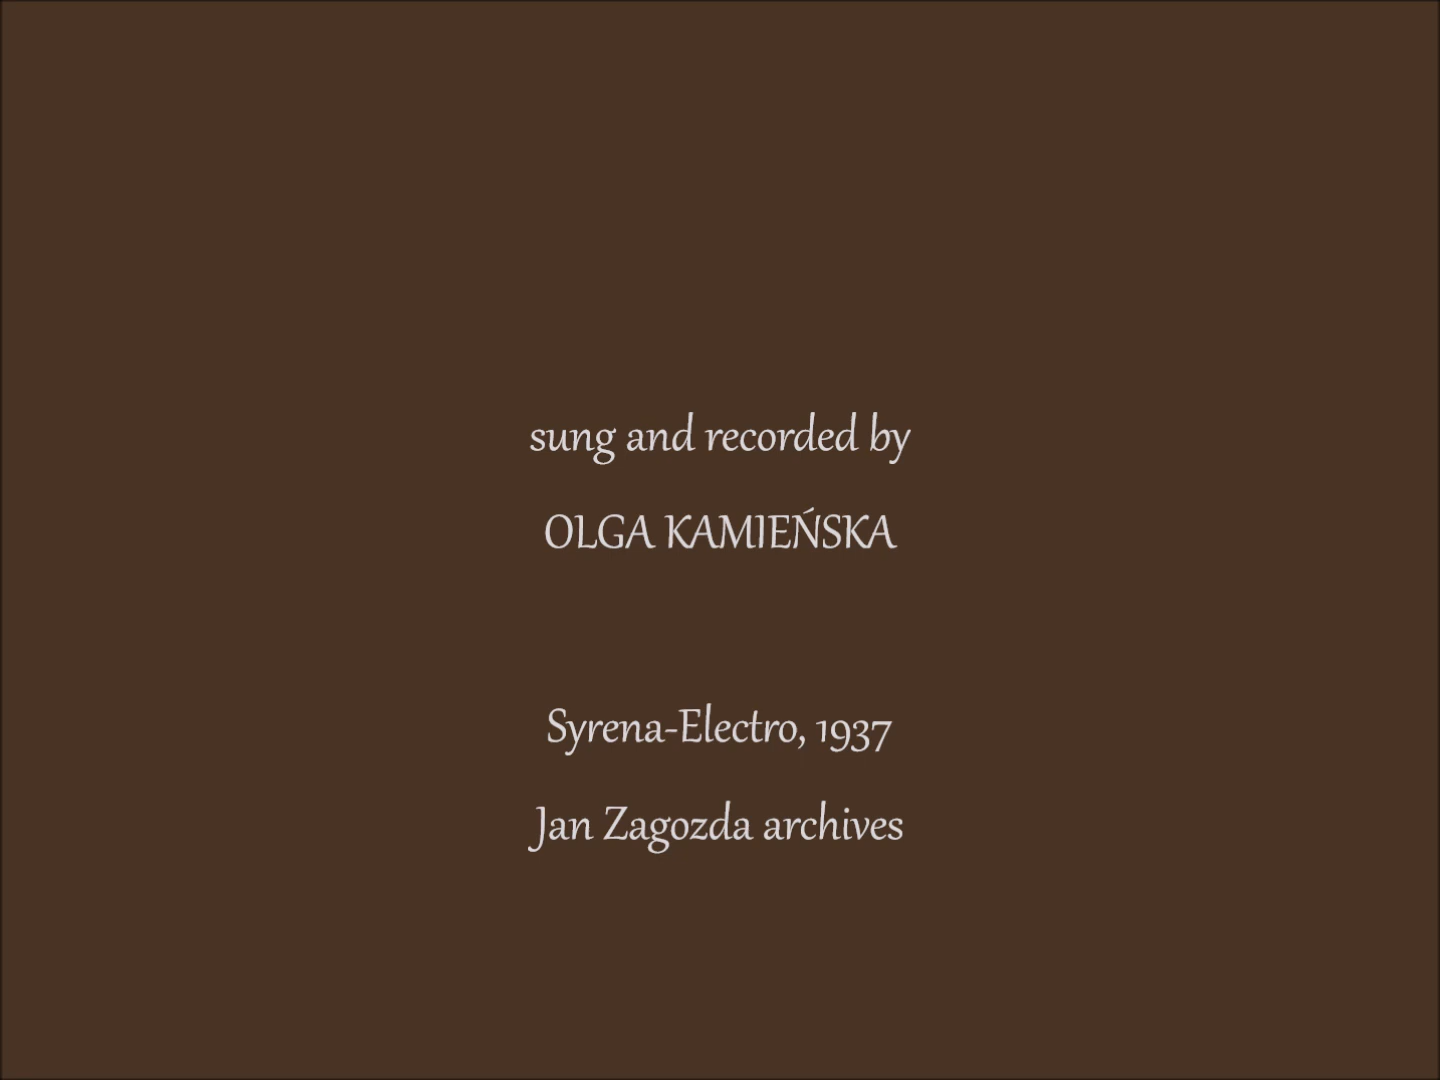 sung and recorded by
OLGA KAMIEŃSKA
Syrena-Electro, 1937
Jan Zagozda archives